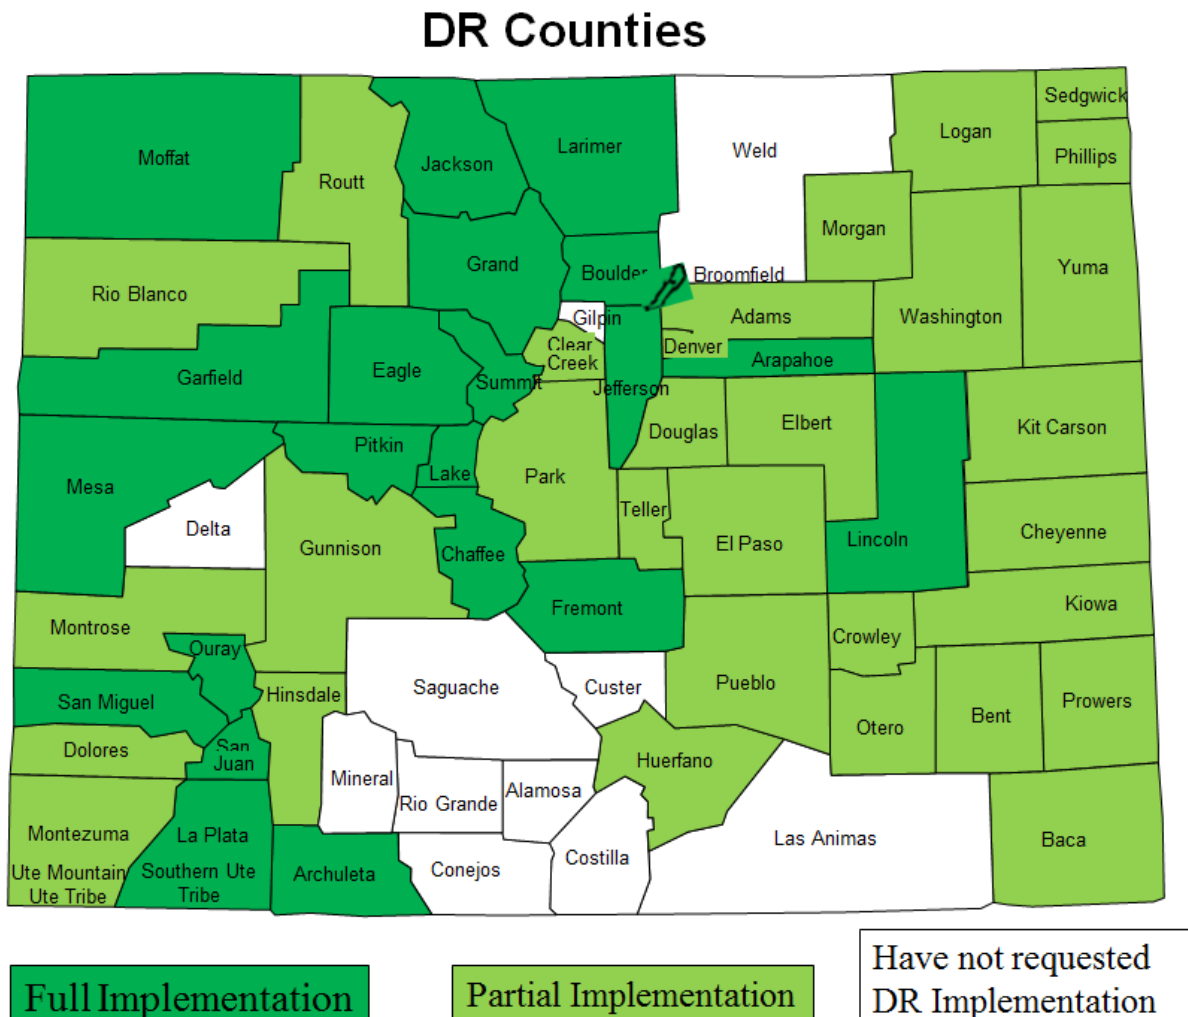 DR Counties
Moffat
Routt
Jackson
Larimer
Weld
Logan
Sedgwick
Phillips
Morgan
Rio Blanco
Grand
Boulder
Broomfield
Washington
Yuma
Gilpin
Adams
Clear
Creek
Denver
Arapahoe
Garfield
Eagle
Summit
Jefferson
Douglas
Elbert
Kit Carson
Pitkin
Lake
Park
Mesa
Delta
Gunnison
Chaffee
Teller
El Paso
Lincoln
Cheyenne
Fremont
Kiowa
Montrose
Ouray
Crowley
San Miguel
Hinsdale
Saguache
Custer
Pueblo
Otero
Bent
Prowers
Dolores
San
Juan
Mineral
Rio Grande
Alamosa
Huerfano
Montezuma
La Plata
Ute Mountain
Ute Tribe
Southern Ute
Tribe
Archuleta
Conejos
Costilla
Las Animas
Baca
Full Implementation
Partial Implementation
Have not requested
DR Implementation